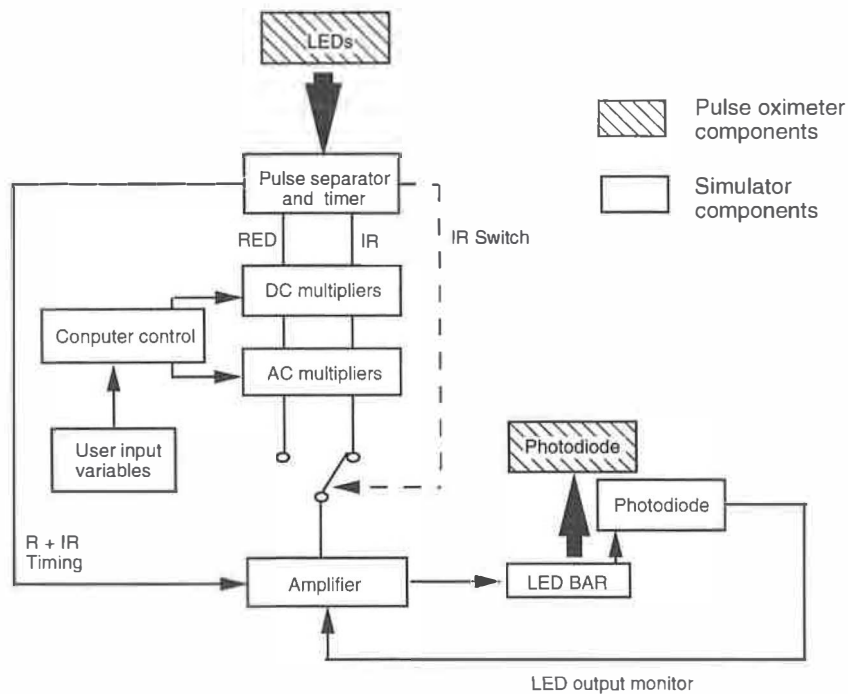 LEDs
Pulse oximeter
components
Simulator
components
Pulse separator
and timer
RED
IR
IR Switch
DC multipliers
Conputer control
AC multipliers
User input
variables
Photodiode
Photodiode
R + IR
Timing
Amplifier
LED BAR
LED output monitor